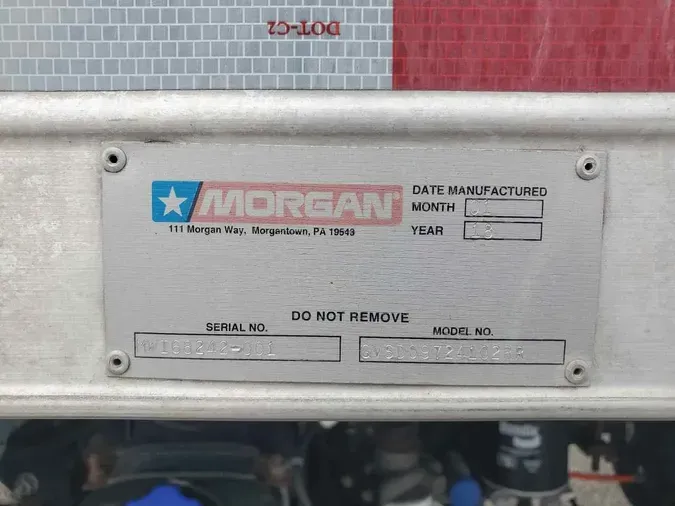 DOT-C2
MORGAN
111 Morgan Way, Morgantown, PA 19543
DATE MANUFACTURED
MONTH
YEAR 18
DO NOT REMOVE
SERIAL NO.
MODEL NO.